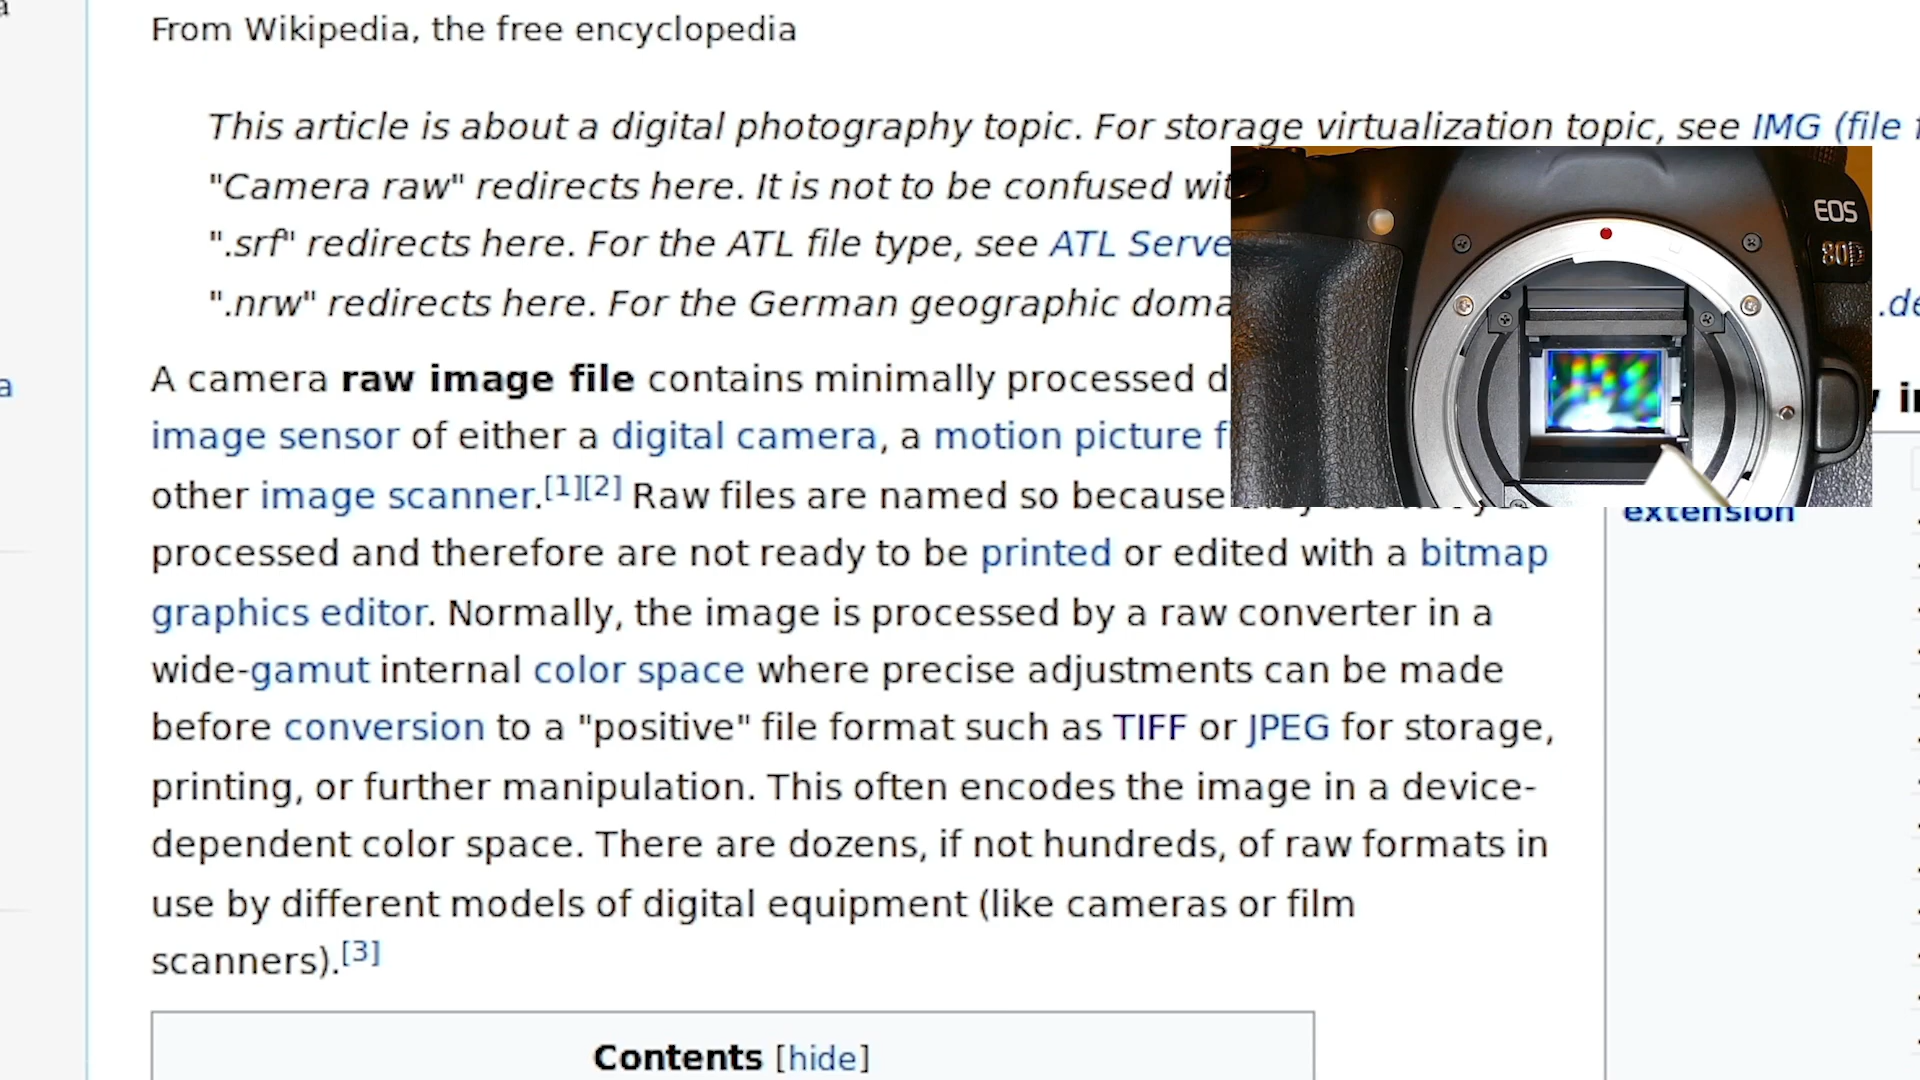 From Wikipedia, the free encyclopedia
This article is about a digital photography topic. For storage virtualization topic, see IMG (file
"Camera raw" redirects here. It is not to be confused
".srf" redirects here. For the ATL file type, see ATL
".nrw" redirects here. For the German geographic
.de
EOS
80D
A camera raw image file contains minimally processed
image sensor of either a digital camera, a motion picture
other image scanner.[1][2] Raw files are named so because
extension
processed and therefore are not ready to be printed or edited with a bitmap
graphics editor. Normally, the image is processed by a raw converter in a
wide-gamut internal color space where precise adjustments can be made
before conversion to a "positive" file format such as TIFF or JPEG for storage,
printing, or further manipulation. This often encodes the image in a device-
dependent color space. There are dozens, if not hundreds, of raw formats in
use by different models of digital equipment (like cameras or film
scanners).[3]
Contents [hide]